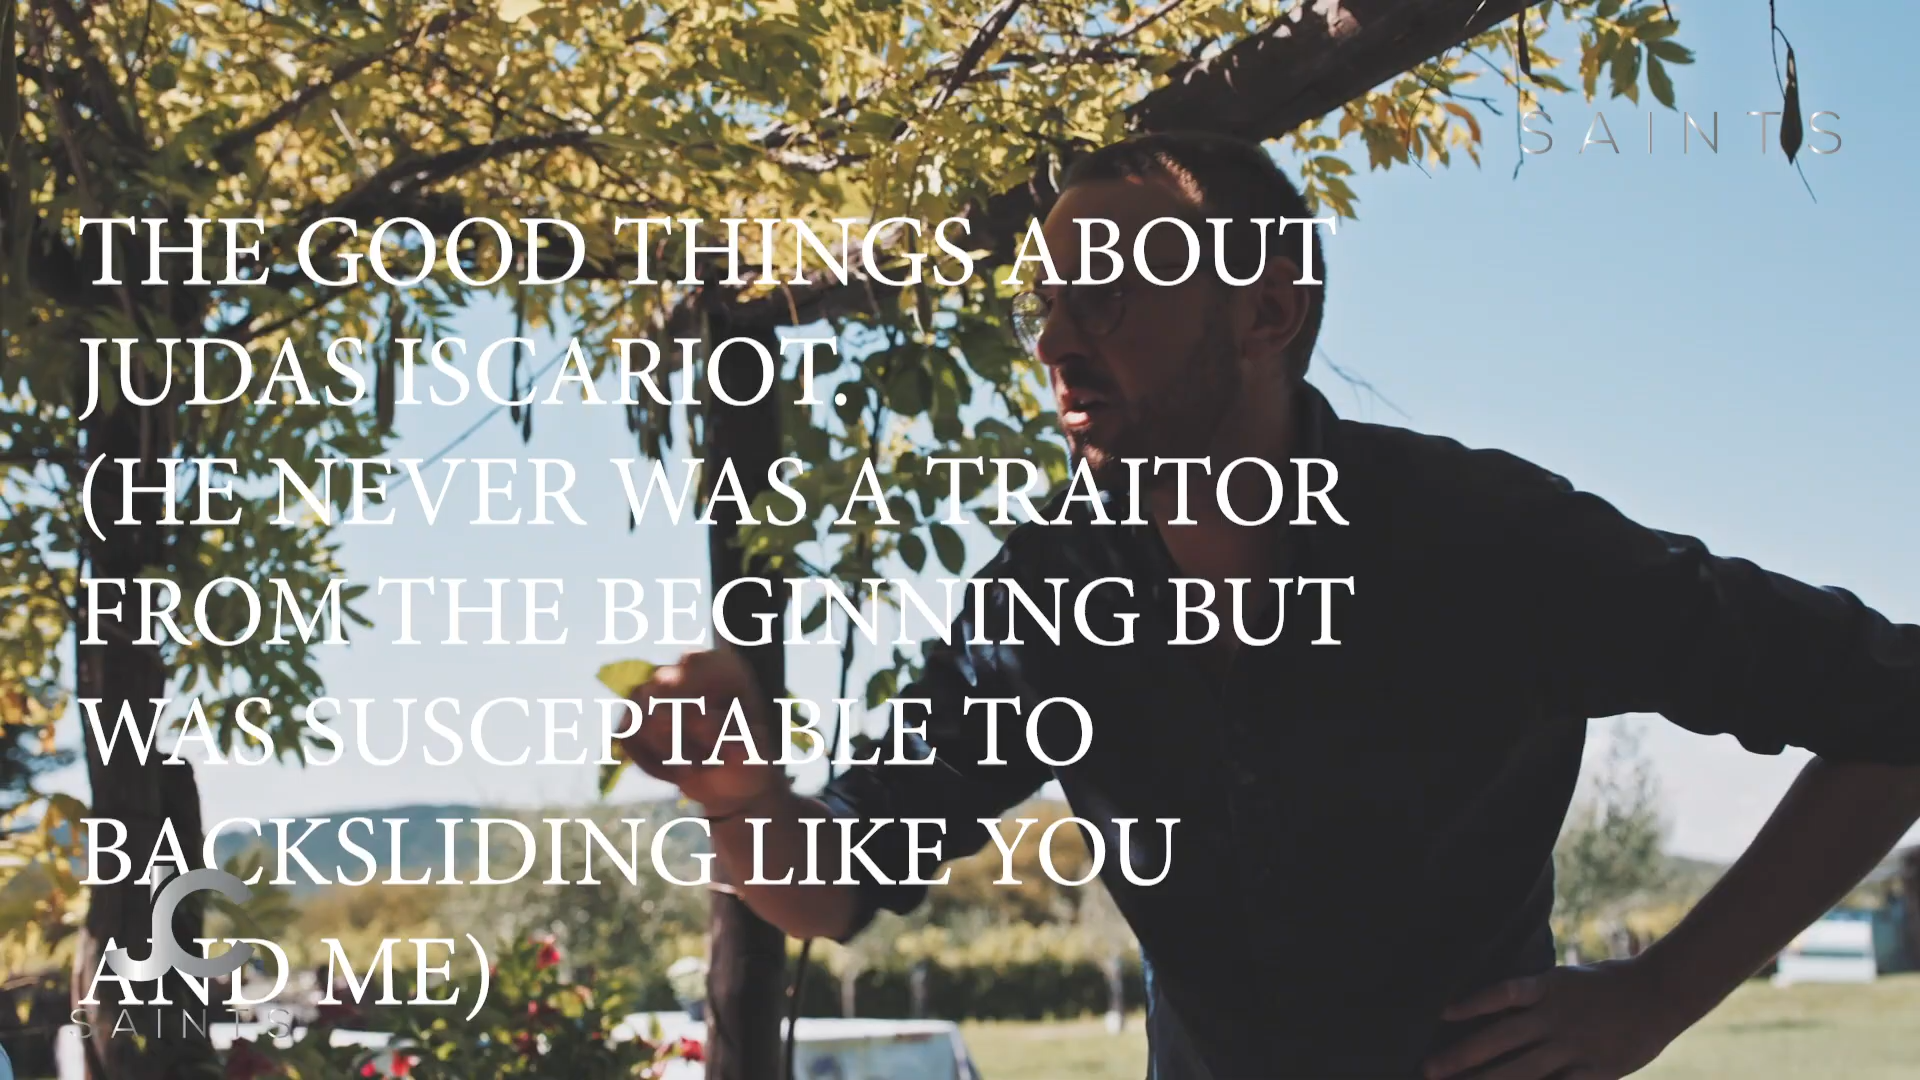 SAINTS
THE GOOD THINGS ABOUT
JUDAS ISCARIOT.
(HE NEVER WAS A TRAITOR
FROM THE BEGINNING BUT
WAS SUSCEPTABLE TO
BACKSLIDING LIKE YOU
AND ME)
JC
SAINTS